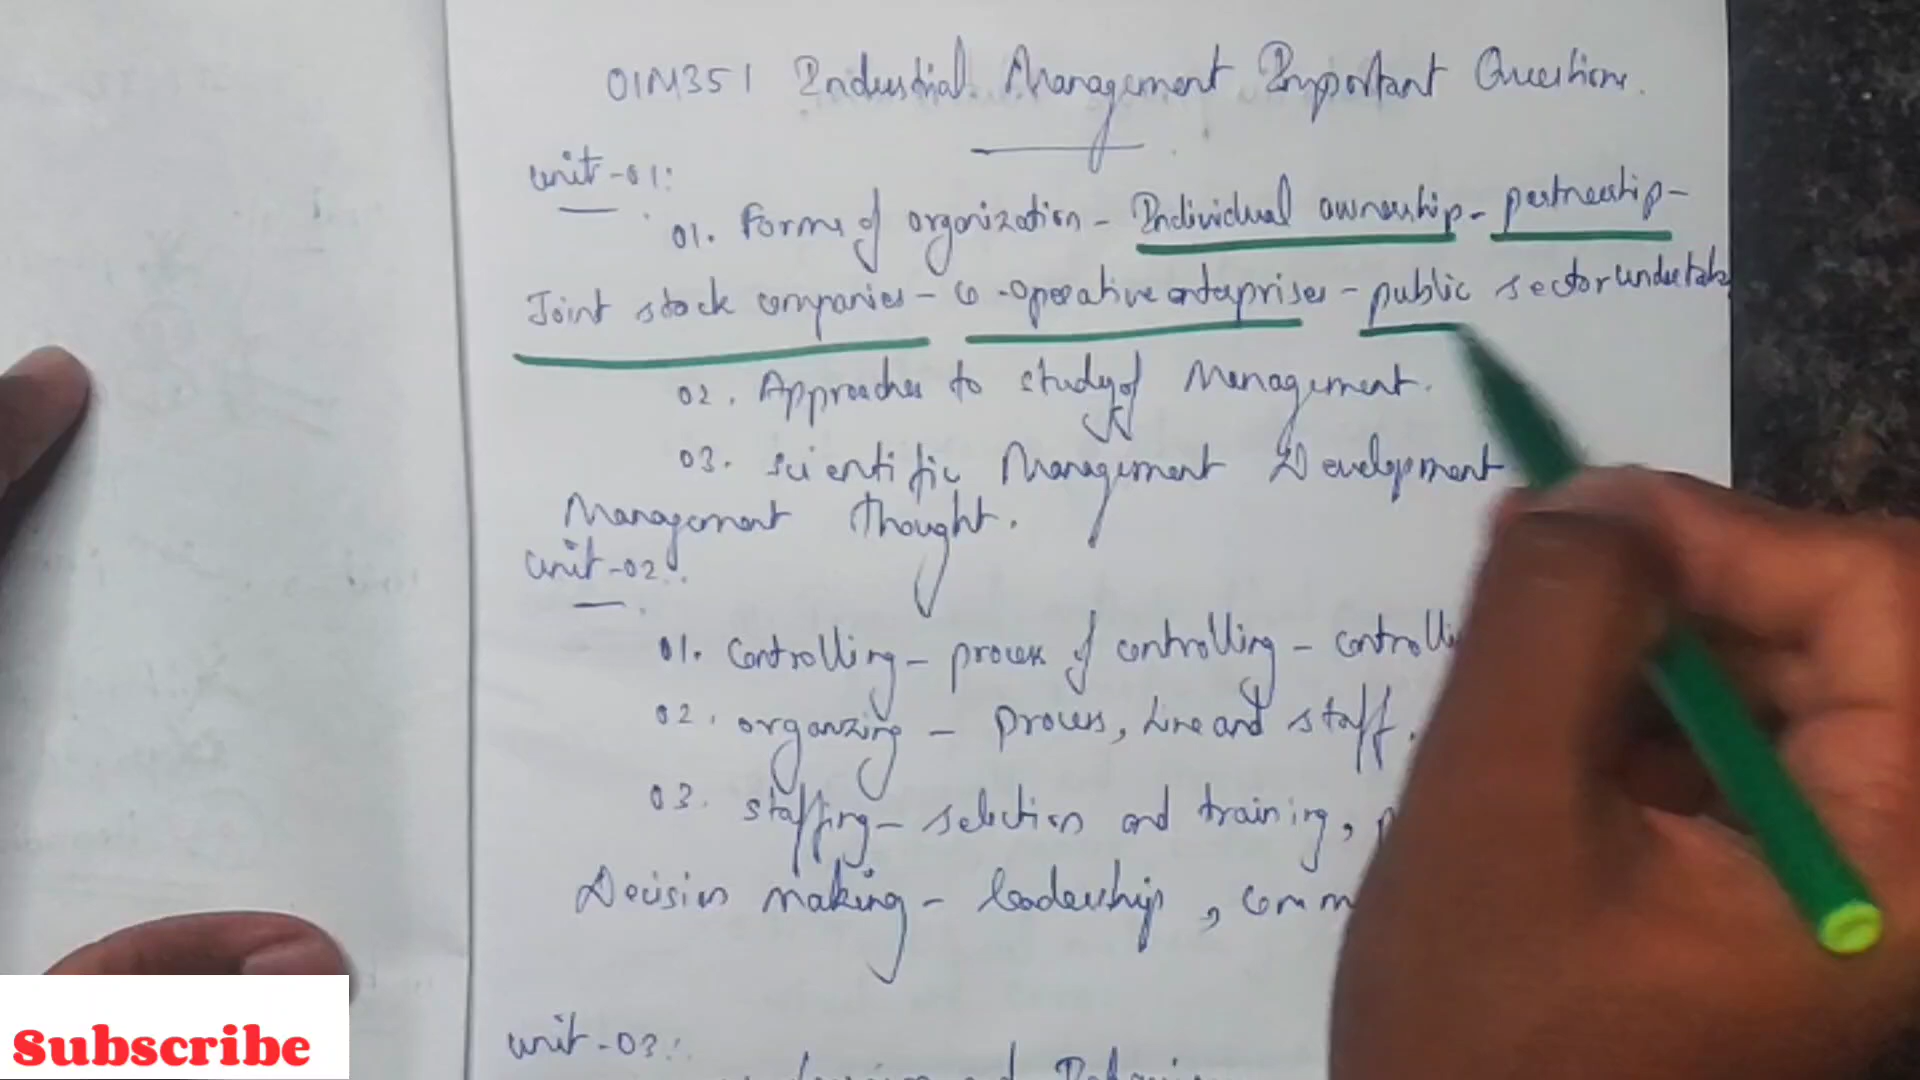 OIM351 Industrial Management Important Questions.
unit-01:
01. Forms of organization - Individual ownership - partnership -
Joint stock companies - Co-operative enterprises - public sector undertak
02. Approaches to study of Management.
03. Scientific Management Development
Management thought.
unit-02:
01. Controlling - process of controlling - controlli
02. organizing - process, Line and staff.
03. staffing - selection and training, p
Decision making - leadership, comm
unit-03:
Subscribe